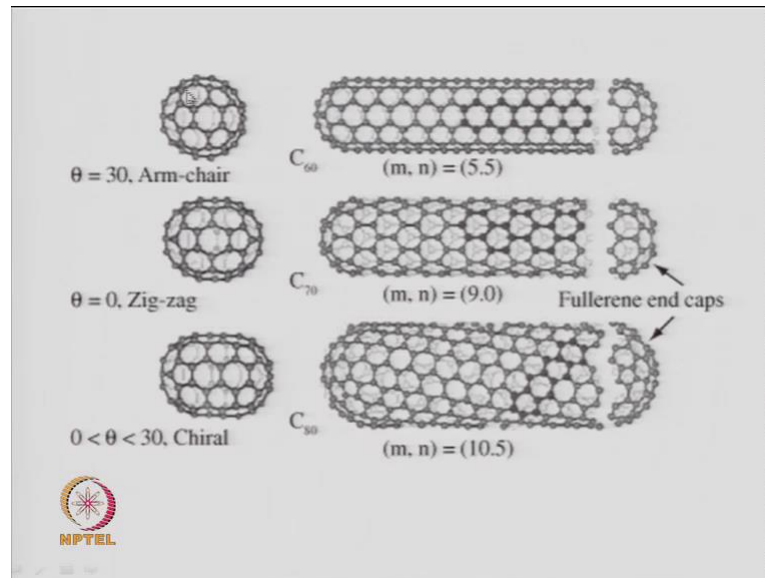 C₆₀
(m, n) = (5.5)
θ = 30, Arm-chair
C₇₀
(m, n) = (9.0)
Fullerene end caps
θ = 0, Zig-zag
C₈₀
0 < θ < 30, Chiral
(m, n) = (10.5)
NPTEL